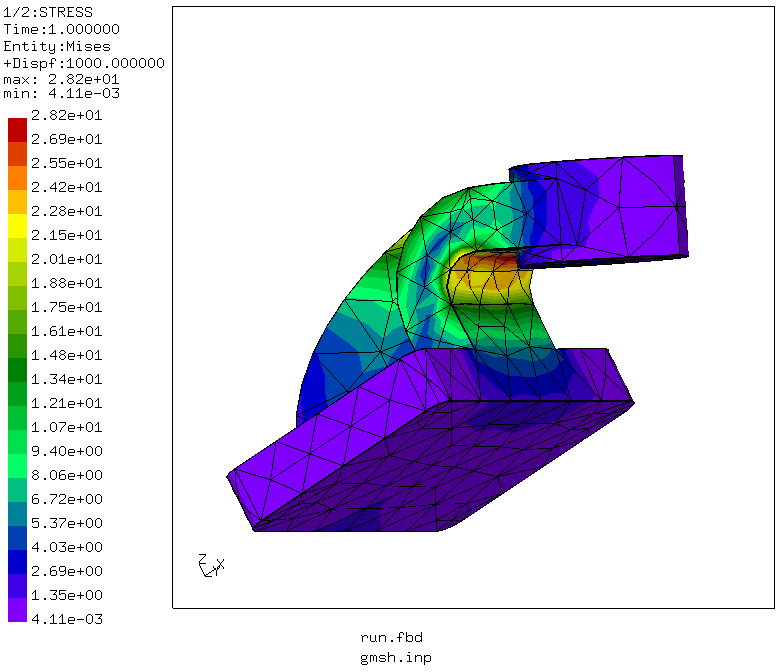 1/2:STRESS
Time:1.000000
Entity:Mises
+Dispf:1000.000000
max: 2.82e+01
min: 4.11e-03
2.82e+01
2.69e+01
2.55e+01
2.42e+01
2.28e+01
2.15e+01
2.01e+01
1.88e+01
1.75e+01
1.61e+01
1.48e+01
1.34e+01
1.21e+01
1.07e+01
9.40e+00
8.06e+00
6.72e+00
5.37e+00
4.03e+00
2.69e+00
1.35e+00
4.11e-03
Z
Y
X
run.fbd
gmsh.inp